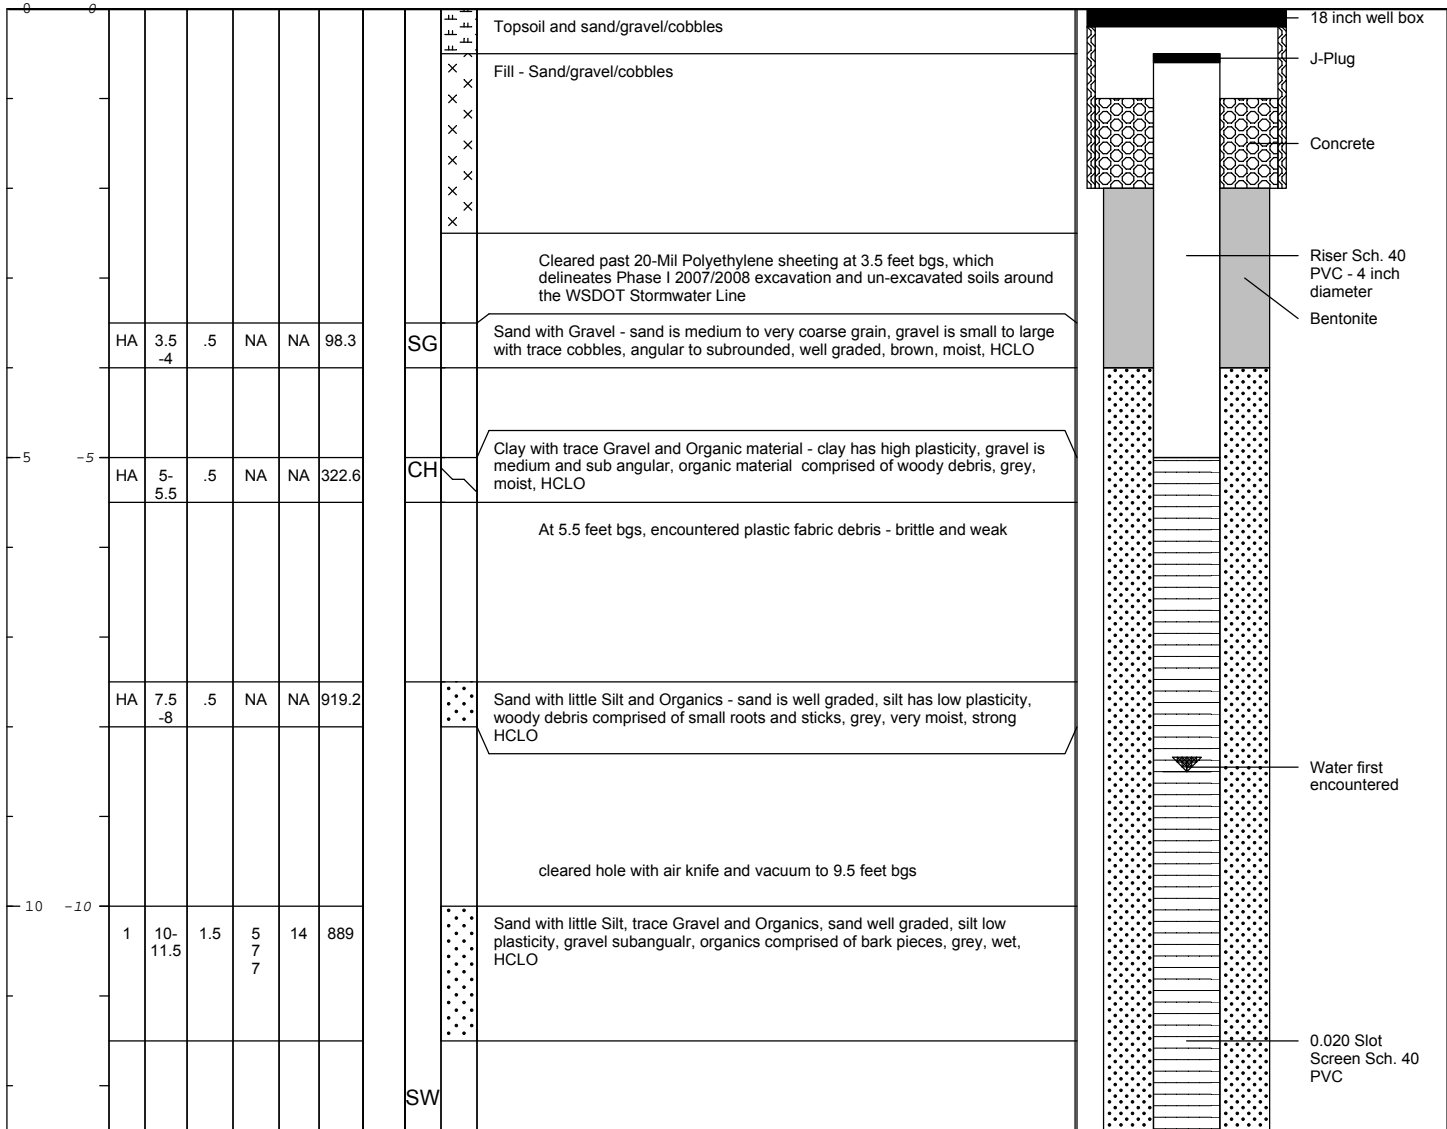 0 0
Topsoil and sand/gravel/cobbles
18 inch well box
Fill - Sand/gravel/cobbles
J-Plug
Concrete
Cleared past 20-Mil Polyethylene sheeting at 3.5 feet bgs, which
delineates Phase I 2007/2008 excavation and un-excavated soils around
the WSDOT Stormwater Line
Riser Sch. 40
PVC - 4 inch
diameter
Bentonite
HA 3.5 .5 NA NA 98.3 SG
-4
Sand with Gravel - sand is medium to very coarse grain, gravel is small to large
with trace cobbles, angular to subrounded, well graded, brown, moist, HCLO
5 -5
HA 5- .5 NA NA 322.6 CH
5.5
Clay with trace Gravel and Organic material - clay has high plasticity, gravel is
medium and sub angular, organic material comprised of woody debris, grey,
moist, HCLO
At 5.5 feet bgs, encountered plastic fabric debris - brittle and weak
HA 7.5 .5 NA NA 919.2
-8
Sand with little Silt and Organics - sand is well graded, silt has low plasticity,
woody debris comprised of small roots and sticks, grey, very moist, strong
HCLO
Water first
encountered
cleared hole with air knife and vacuum to 9.5 feet bgs
10 -10
1 10- 1.5 5 14 889
11.5 7
7
Sand with little Silt, trace Gravel and Organics, sand well graded, silt low
plasticity, gravel subangualr, organics comprised of bark pieces, grey, wet,
HCLO
0.020 Slot
Screen Sch. 40
PVC
SW